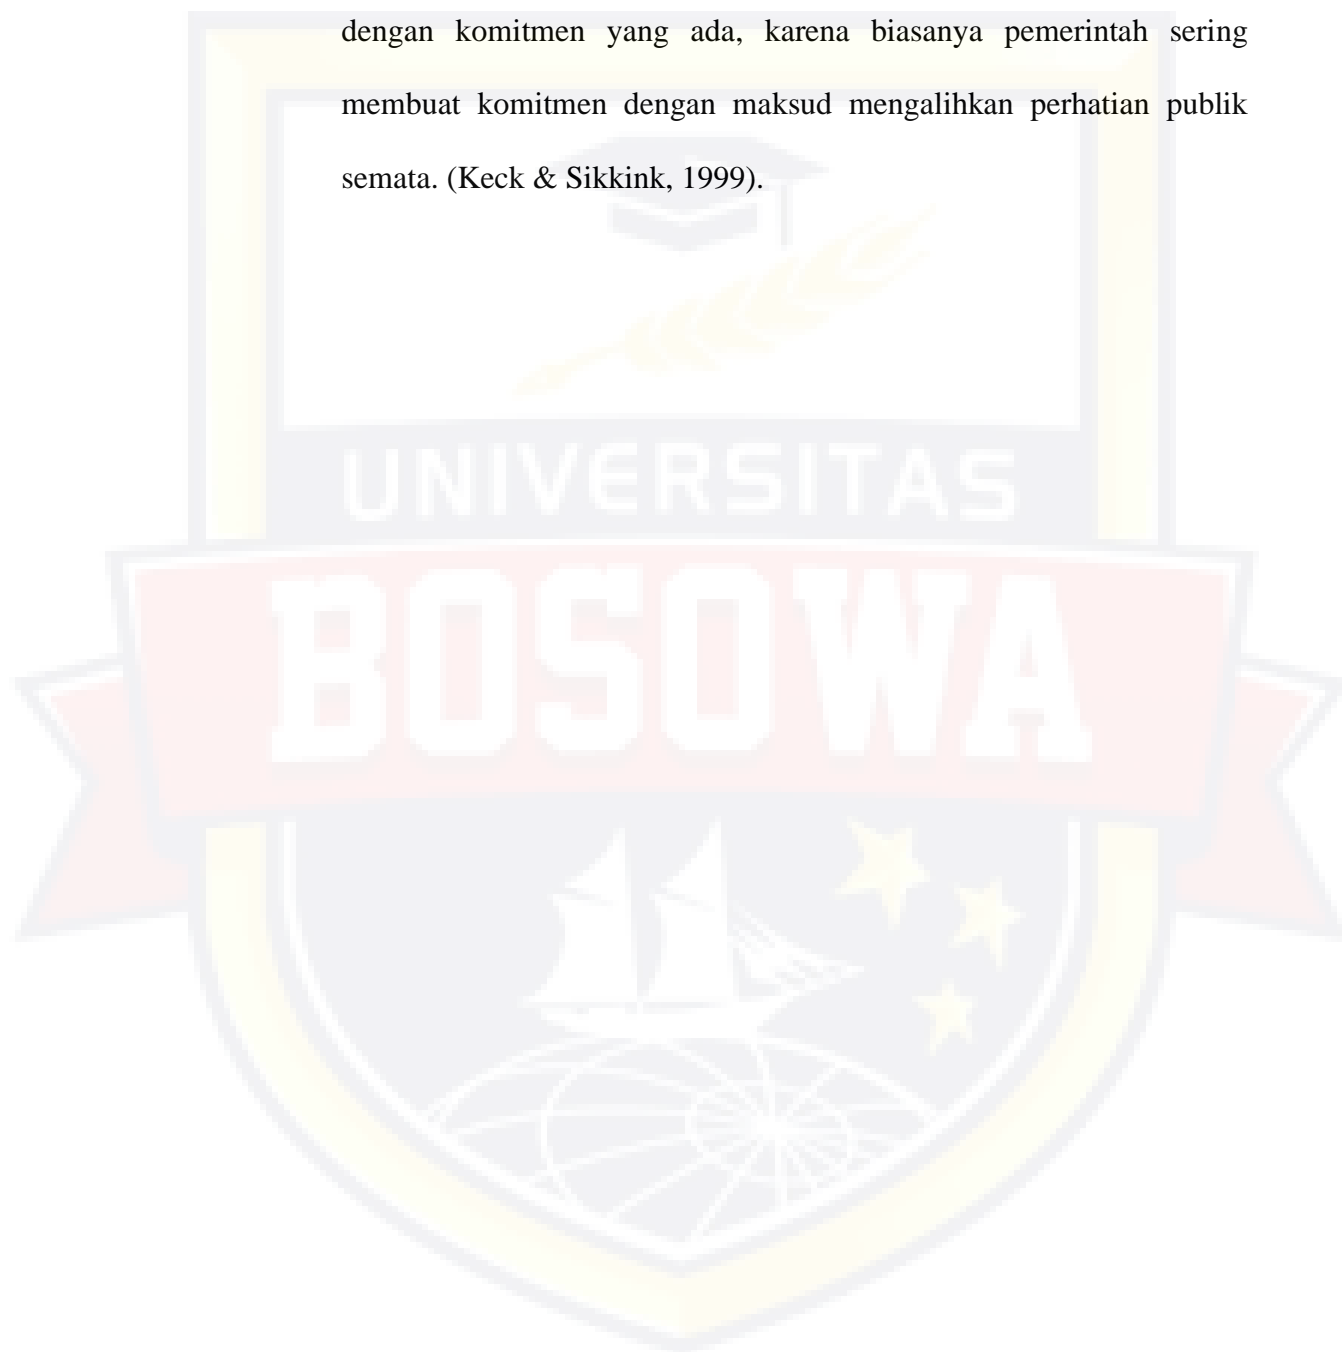 dengan komitmen yang ada, karena biasanya pemerintah sering
membuat komitmen dengan maksud mengalihkan perhatian publik
semata. (Keck & Sikkink, 1999).
UNIVERSITAS
BOSOWA